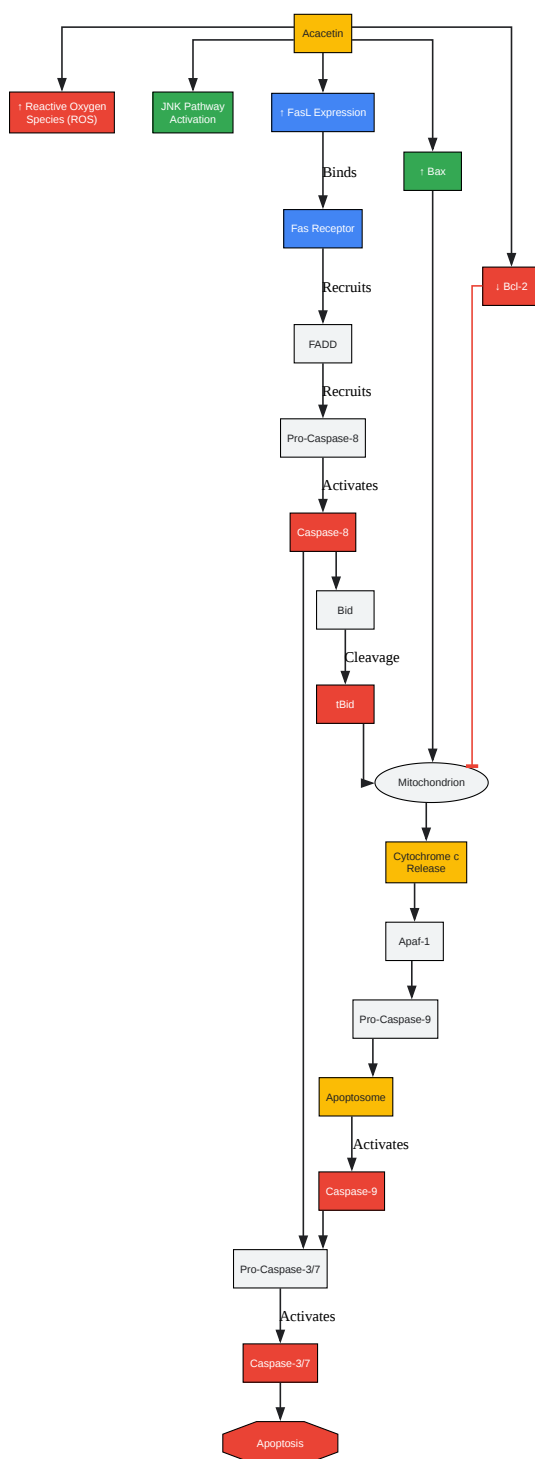 Acacetin
↑ Reactive Oxygen
Species (ROS)
JNK Pathway
Activation
↑ FasL Expression
Binds
↑ Bax
Fas Receptor
↓ Bcl-2
Recruits
FADD
Recruits
Pro-Caspase-8
Activates
Caspase-8
Bid
Cleavage
tBid
Mitochondrion
Cytochrome c
Release
Apaf-1
Pro-Caspase-9
Apoptosome
Activates
Caspase-9
Pro-Caspase-3/7
Activates
Caspase-3/7
Apoptosis